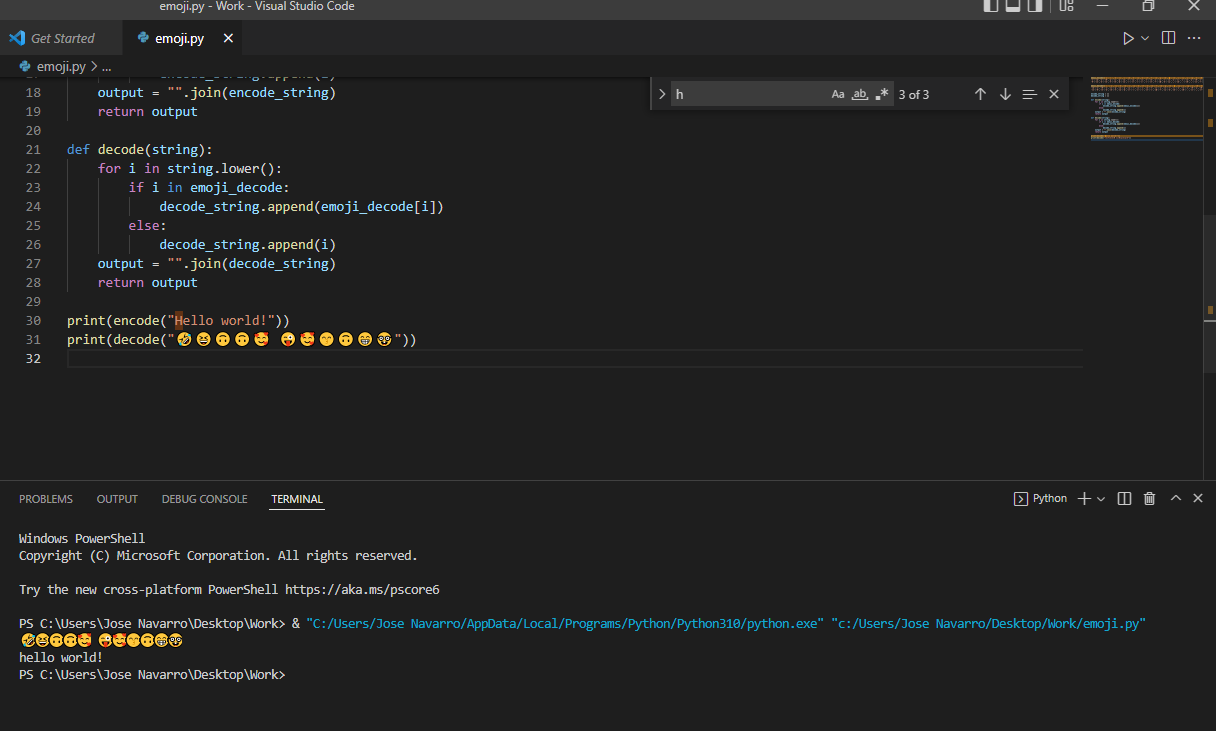 emoji.py - Work - Visual Studio Code
Get Started
emoji.py
emoji.py > ...
h
Aa
ab
.*
3 of 3
18 output = "".join(encode_string)
19 return output
20
21 def decode(string):
22 for i in string.lower():
23 if i in emoji_decode:
24 decode_string.append(emoji_decode[i])
25 else:
26 decode_string.append(i)
27 output = "".join(decode_string)
28 return output
29
30 print(encode("Hello world!"))
31 print(decode("🤣😆🙃🙃🥰 😜🥰😙🙃😁🤓"))
32
PROBLEMS OUTPUT DEBUG CONSOLE TERMINAL
Python
Windows PowerShell
Copyright (C) Microsoft Corporation. All rights reserved.
Try the new cross-platform PowerShell https://aka.ms/pscore6
PS C:\Users\Jose Navarro\Desktop\Work> & "C:/Users/Jose Navarro/AppData/Local/Programs/Python/Python310/python.exe" "c:/Users/Jose Navarro/Desktop/Work/emoji.py"
🤣😆🙃🙃🥰 😜🥰😙🙃😁🤓
hello world!
PS C:\Users\Jose Navarro\Desktop\Work>